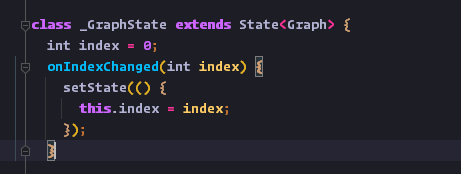 class _GraphState extends State<Graph> {
int index = 0;
onIndexChanged(int index) {
setState(() {
this.index = index;
});
}